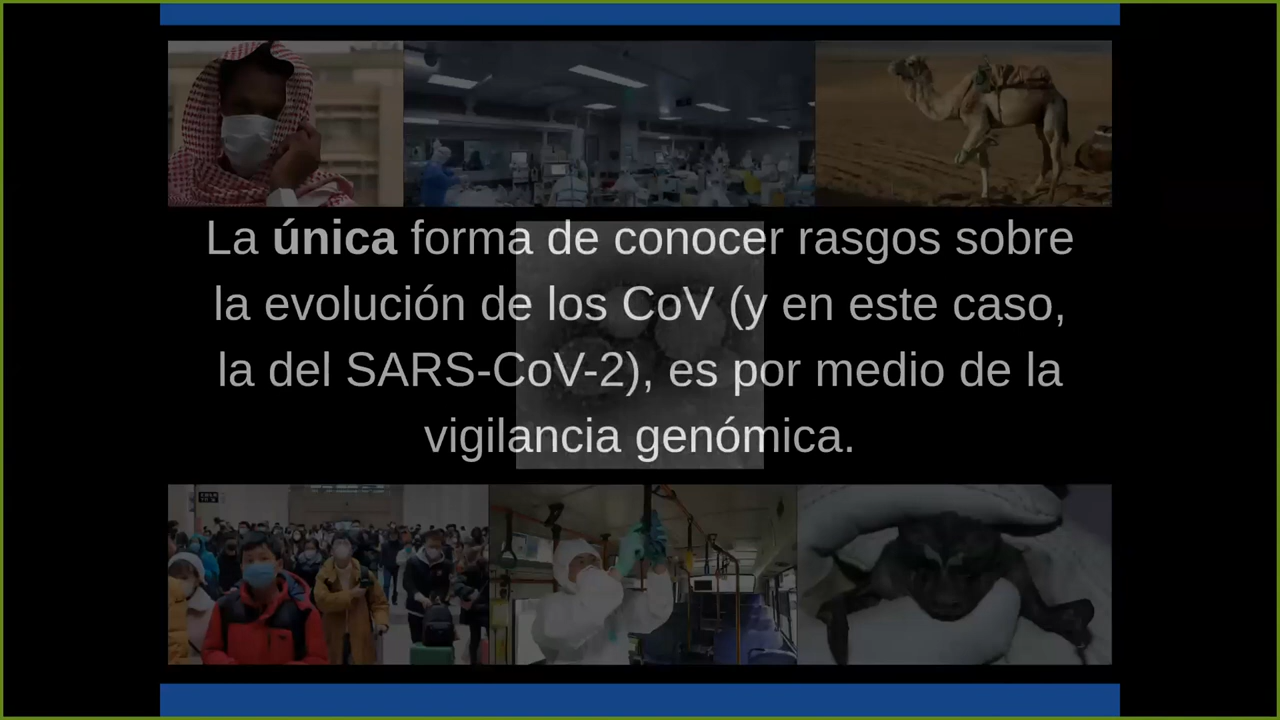 La única forma de conocer rasgos sobre
la evolución de los CoV (y en este caso,
la del SARS-CoV-2), es por medio de la
vigilancia genómica.